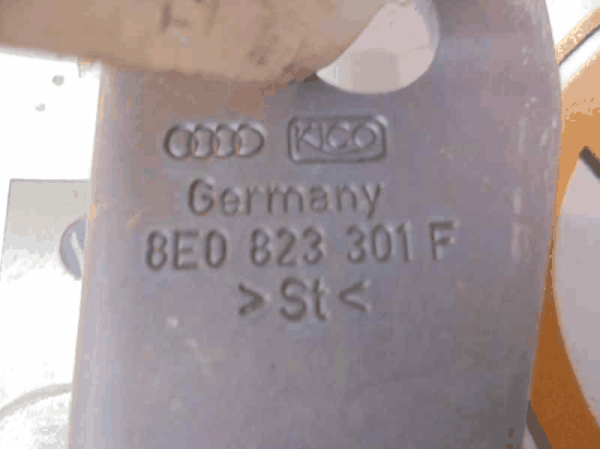 KICO
Germany
8E0 823 301 F
>St<